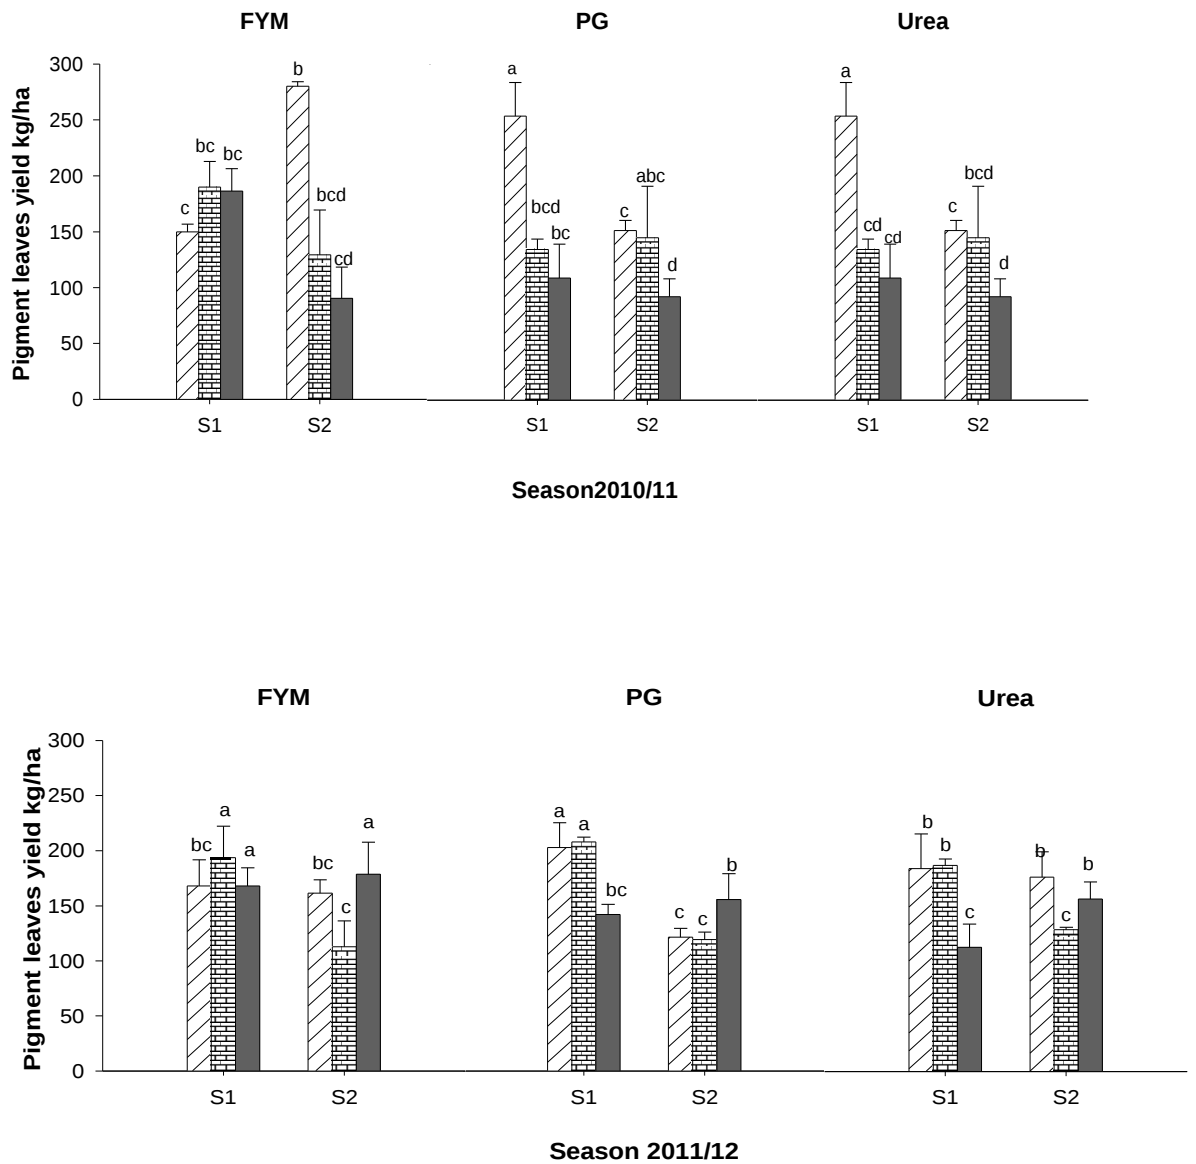 FYM PG Urea
Pigment leaves yield kg/ha
300
250
200
150
100
50
0
c bc bc b bcd cd
a bcd bc c abc d
a cd cd c bcd d
S1 S2 S1 S2 S1 S2
Season2010/11
FYM PG Urea
Pigment leaves yield kg/ha
300
250
200
150
100
50
0
bc a a bc c a
a a bc c c b
b b c b c b
S1 S2 S1 S2 S1 S2
Season 2011/12